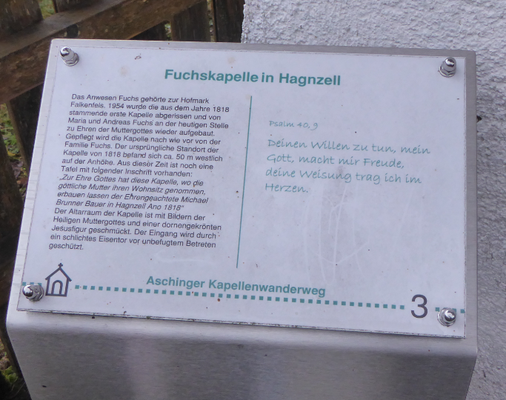 Fuchskapelle in Hagnzell
Das Anwesen Fuchs gehörte zur Hofmark
Falkenfels. 1954 wurde die aus dem Jahre 1818
stammende erste Kapelle abgerissen und von
Maria und Andreas Fuchs an der heutigen Stelle
zu Ehren der Muttergottes wieder aufgebaut.
Gepflegt wird die Kapelle nach wie vor von der
Familie Fuchs. Der ursprüngliche Standort der
Kapelle von 1818 befand sich ca. 50 m westlich
auf der Anhöhe. Aus dieser Zeit ist noch eine
Tafel mit folgender Inschrift vorhanden:
„Zur Ehre Gottes hat diese Kapelle, wo die
göttliche Mutter ihren Wohnsitz genommen,
erbauen lassen der Ehrengeachtete Michael
Brunner Bauer in Hagnzell Ano 1818“
Der Altarraum der Kapelle ist mit Bildern der
Heiligen Muttergottes und einer dornengekrönten
Jesusfigur geschmückt. Der Eingang wird durch
ein schlichtes Eisentor vor unbefugtem Betreten
geschützt.
Psalm 40,9
Deinen Willen zu tun, mein
Gott, macht mir Freude,
deine Weisung trag ich im
Herzen.
Aschinger Kapellenwanderweg
3